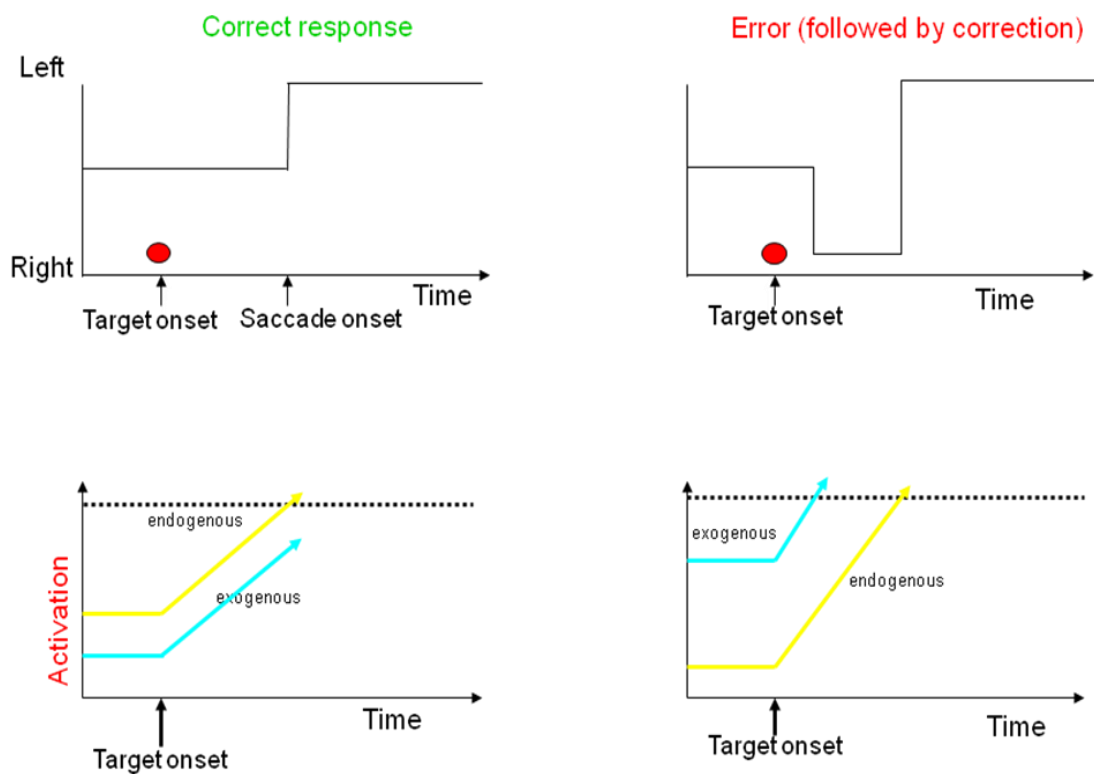 Correct response
Error (followed by correction)
Left
Right
Time
Target onset
Saccade onset
Time
Target onset
endogenous
exogenous
Activation
Time
Target onset
exogenous
endogenous
Time
Target onset